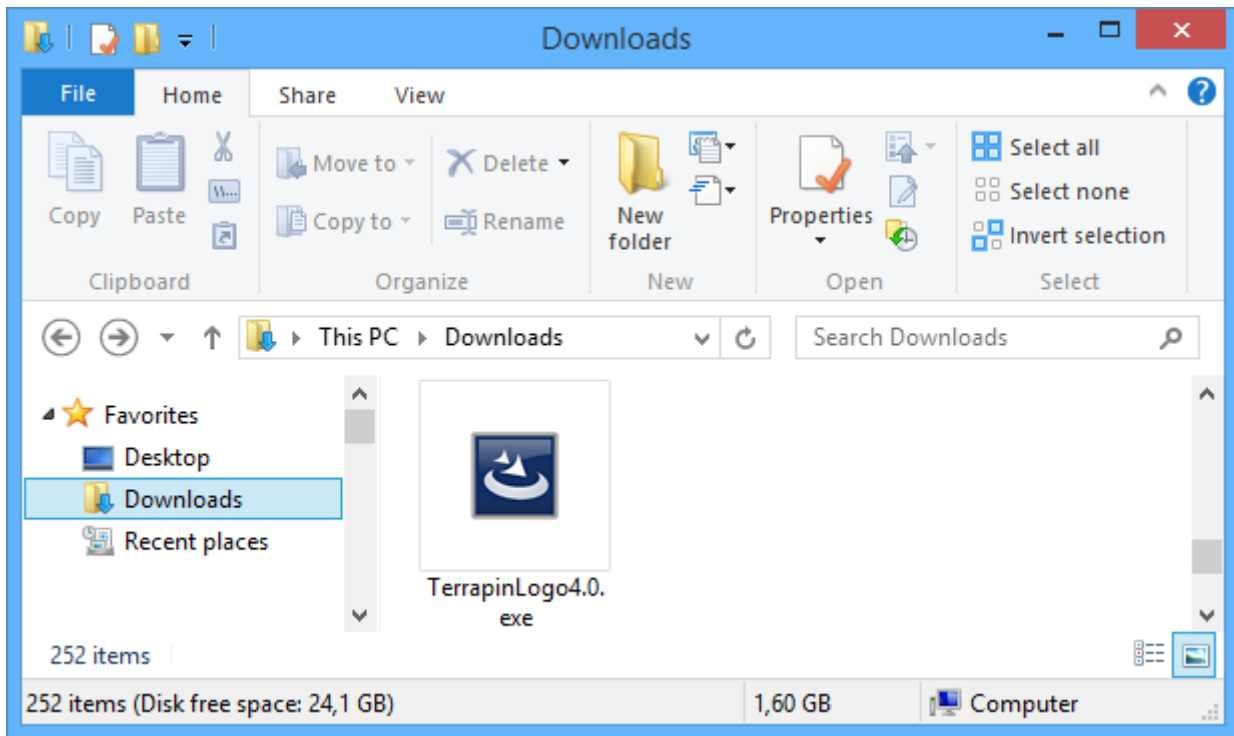 Downloads
File Home Share View
Copy Paste
Move to
Copy to
Delete
Rename
New
folder
Properties
Select all
Select none
Invert selection
Clipboard Organize New Open Select
This PC Downloads
Search Downloads
Favorites
Desktop
Downloads
Recent places
TerrapinLogo4.0.
exe
252 items
252 items (Disk free space: 24,1 GB) 1,60 GB Computer